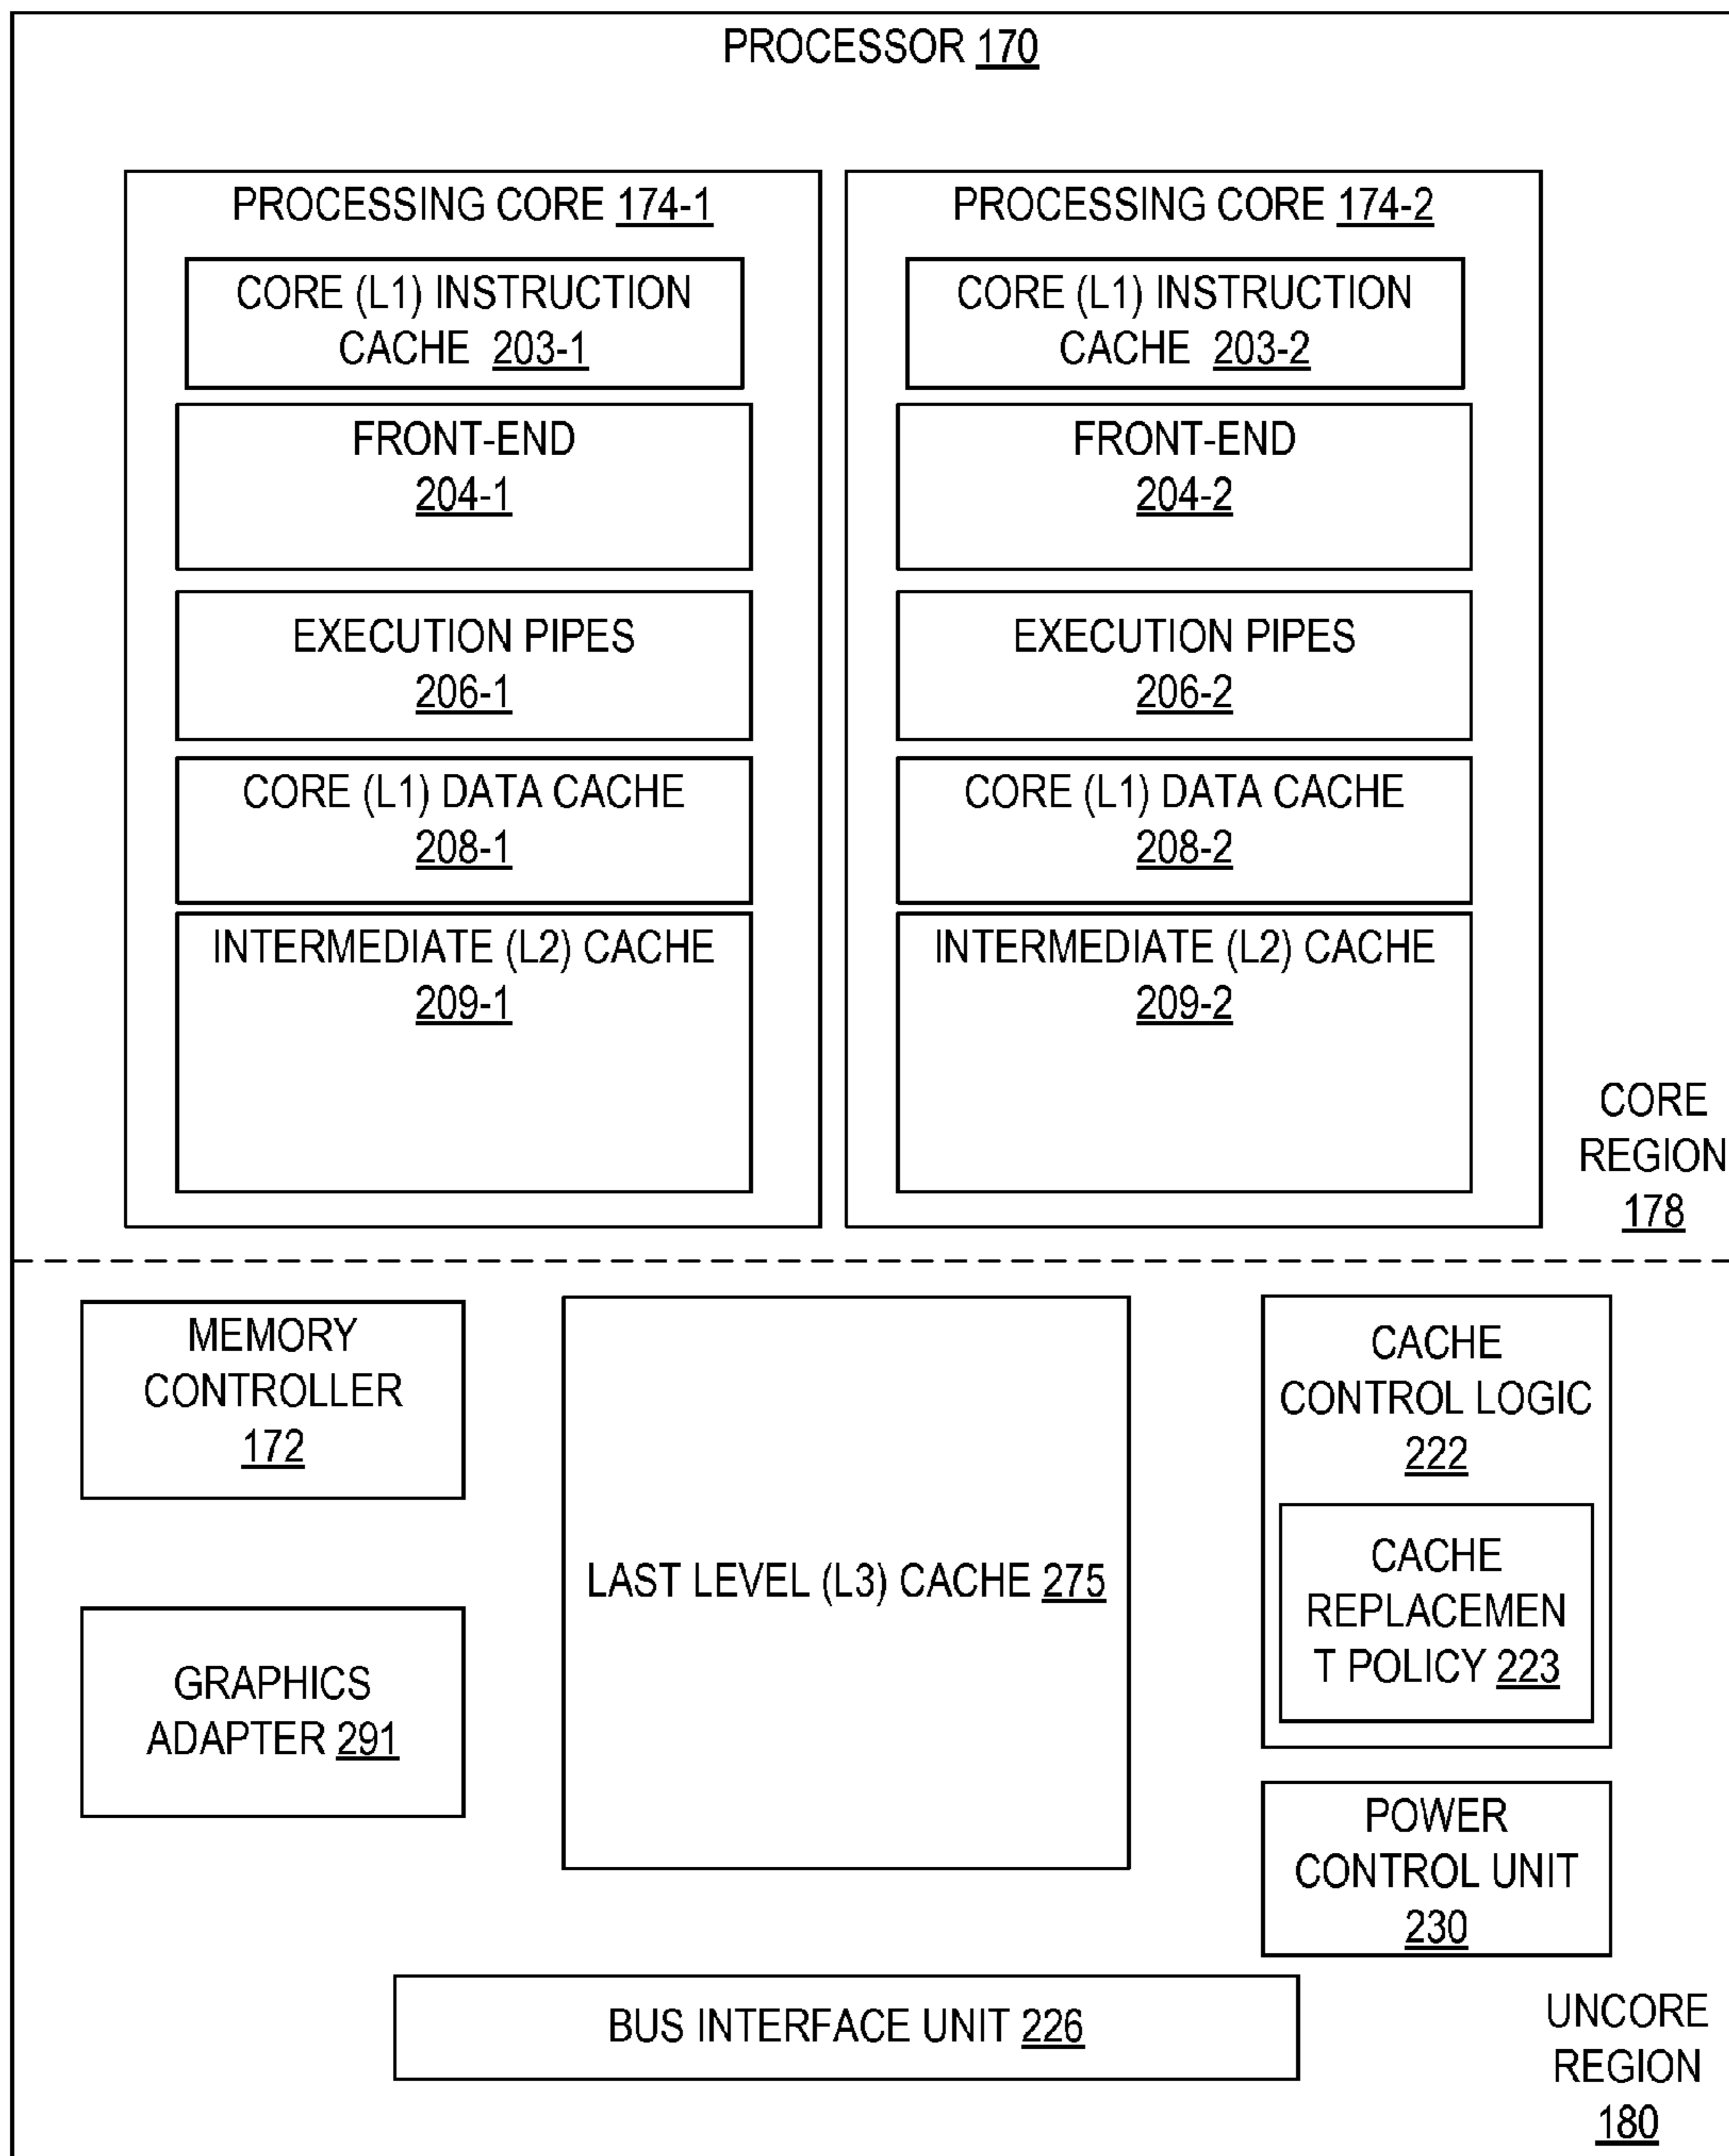 PROCESSOR 170
PROCESSING CORE 174-1
CORE (L1) INSTRUCTION
CACHE 203-1
FRONT-END
204-1
EXECUTION PIPES
206-1
CORE (L1) DATA CACHE
208-1
INTERMEDIATE (L2) CACHE
209-1
PROCESSING CORE 174-2
CORE (L1) INSTRUCTION
CACHE 203-2
FRONT-END
204-2
EXECUTION PIPES
206-2
CORE (L1) DATA CACHE
208-2
INTERMEDIATE (L2) CACHE
209-2
CORE
REGION
178
MEMORY
CONTROLLER
172
GRAPHICS
ADAPTER 291
LAST LEVEL (L3) CACHE 275
CACHE
CONTROL LOGIC
222
CACHE
REPLACEMEN
T POLICY 223
POWER
CONTROL UNIT
230
BUS INTERFACE UNIT 226
UNCORE
REGION
180